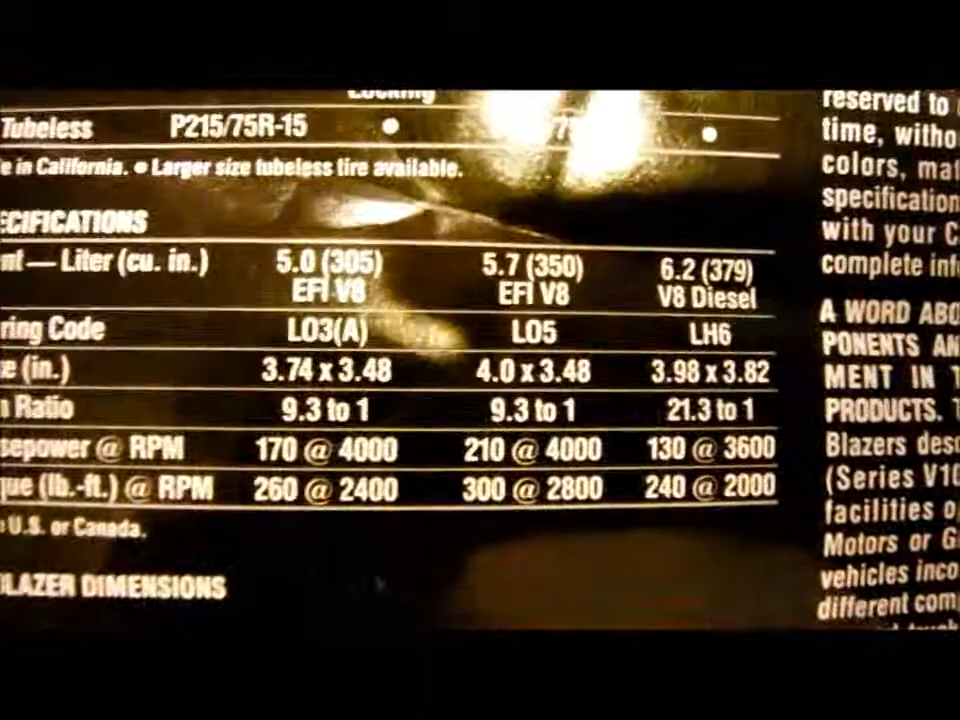 Locking
Tubeless P215/75R-15 ● ●
e in California. ● Larger size tubeless tire available.
ECIFICATIONS
nt — Liter (cu. in.) 5.0 (305) 5.7 (350) 6.2 (379)
EFI V8 EFI V8 V8 Diesel
ring Code LO3(A) LO5 LH6
e (in.) 3.74 x 3.48 4.0 x 3.48 3.98 x 3.82
n Ratio 9.3 to 1 9.3 to 1 21.3 to 1
sepower @ RPM 170 @ 4000 210 @ 4000 130 @ 3600
que (lb.-ft.) @ RPM 260 @ 2400 300 @ 2800 240 @ 2000
U.S. or Canada.
BLAZER DIMENSIONS
reserved to
time, witho
colors, mat
specification
with your C
complete info
A WORD ABO
PONENTS AN
MENT IN T
PRODUCTS. T
Blazers desc
(Series V10
facilities o
Motors or G
vehicles inco
different com